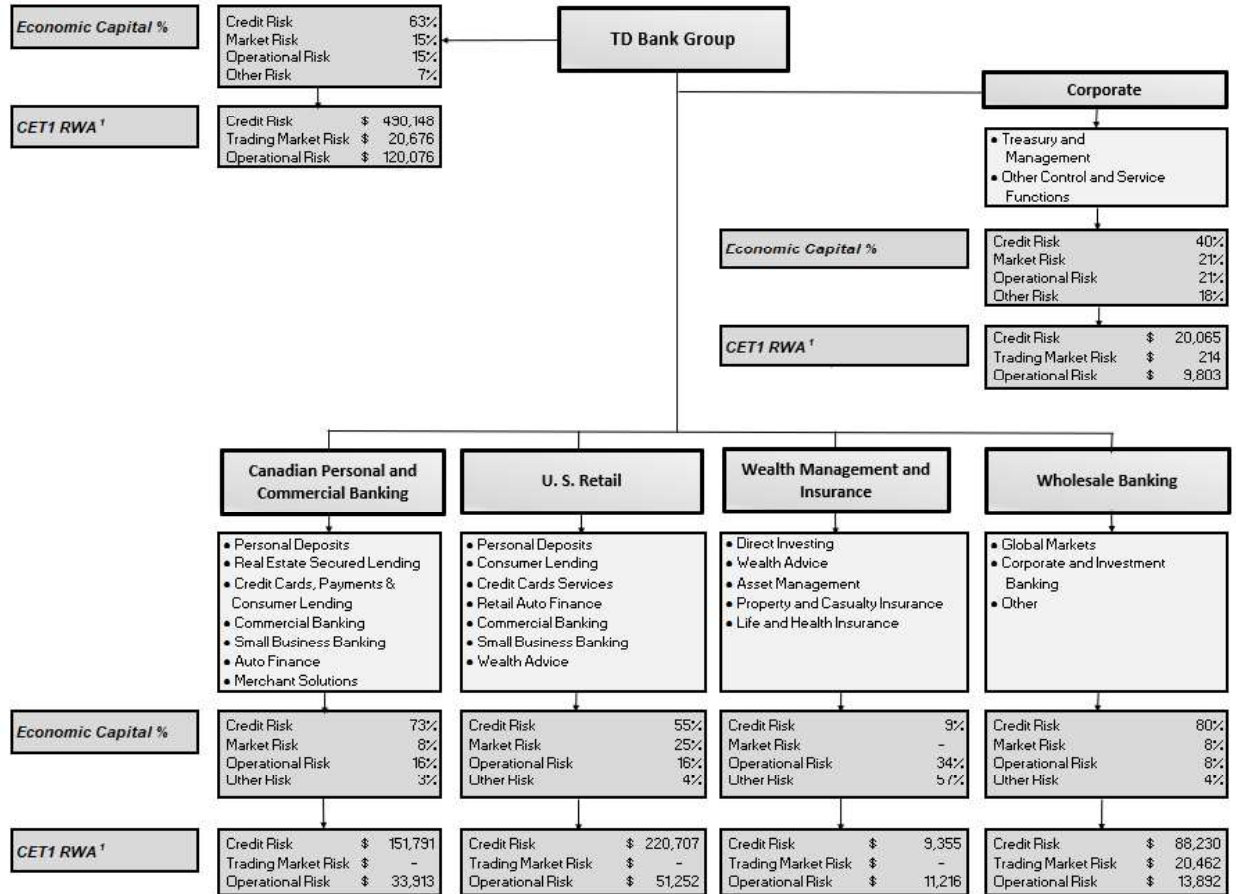 Economic Capital %
Credit Risk 63%
Market Risk 15%
Operational Risk 15%
Other Risk 7%
TD Bank Group
CET1 RWA 1
Credit Risk $ 490,148
Trading Market Risk $ 20,676
Operational Risk $ 120,076
Corporate
• Treasury and
Management
• Other Control and Service
Functions
Economic Capital %
Credit Risk 40%
Market Risk 21%
Operational Risk 21%
Other Risk 18%
CET1 RWA 1
Credit Risk $ 20,065
Trading Market Risk $ 214
Operational Risk $ 9,803
Canadian Personal and
Commercial Banking
U. S. Retail
Wealth Management and
Insurance
Wholesale Banking
• Personal Deposits
• Real Estate Secured Lending
• Credit Cards, Payments &
Consumer Lending
• Commercial Banking
• Small Business Banking
• Auto Finance
• Merchant Solutions
• Personal Deposits
• Consumer Lending
• Credit Cards Services
• Retail Auto Finance
• Commercial Banking
• Small Business Banking
• Wealth Advice
• Direct Investing
• Wealth Advice
• Asset Management
• Property and Casualty Insurance
• Life and Health Insurance
• Global Markets
• Corporate and Investment
Banking
• Other
Economic Capital %
Credit Risk 73%
Market Risk 8%
Operational Risk 16%
Other Risk 3%
Credit Risk 55%
Market Risk 25%
Operational Risk 16%
Other Risk 4%
Credit Risk 9%
Market Risk -
Operational Risk 34%
Other Risk 57%
Credit Risk 80%
Market Risk 8%
Operational Risk 8%
Other Risk 4%
CET1 RWA 1
Credit Risk $ 151,791
Trading Market Risk $ -
Operational Risk $ 33,913
Credit Risk $ 220,707
Trading Market Risk $ -
Operational Risk $ 51,252
Credit Risk $ 9,355
Trading Market Risk $ -
Operational Risk $ 11,216
Credit Risk $ 88,230
Trading Market Risk $ 20,462
Operational Risk $ 13,892